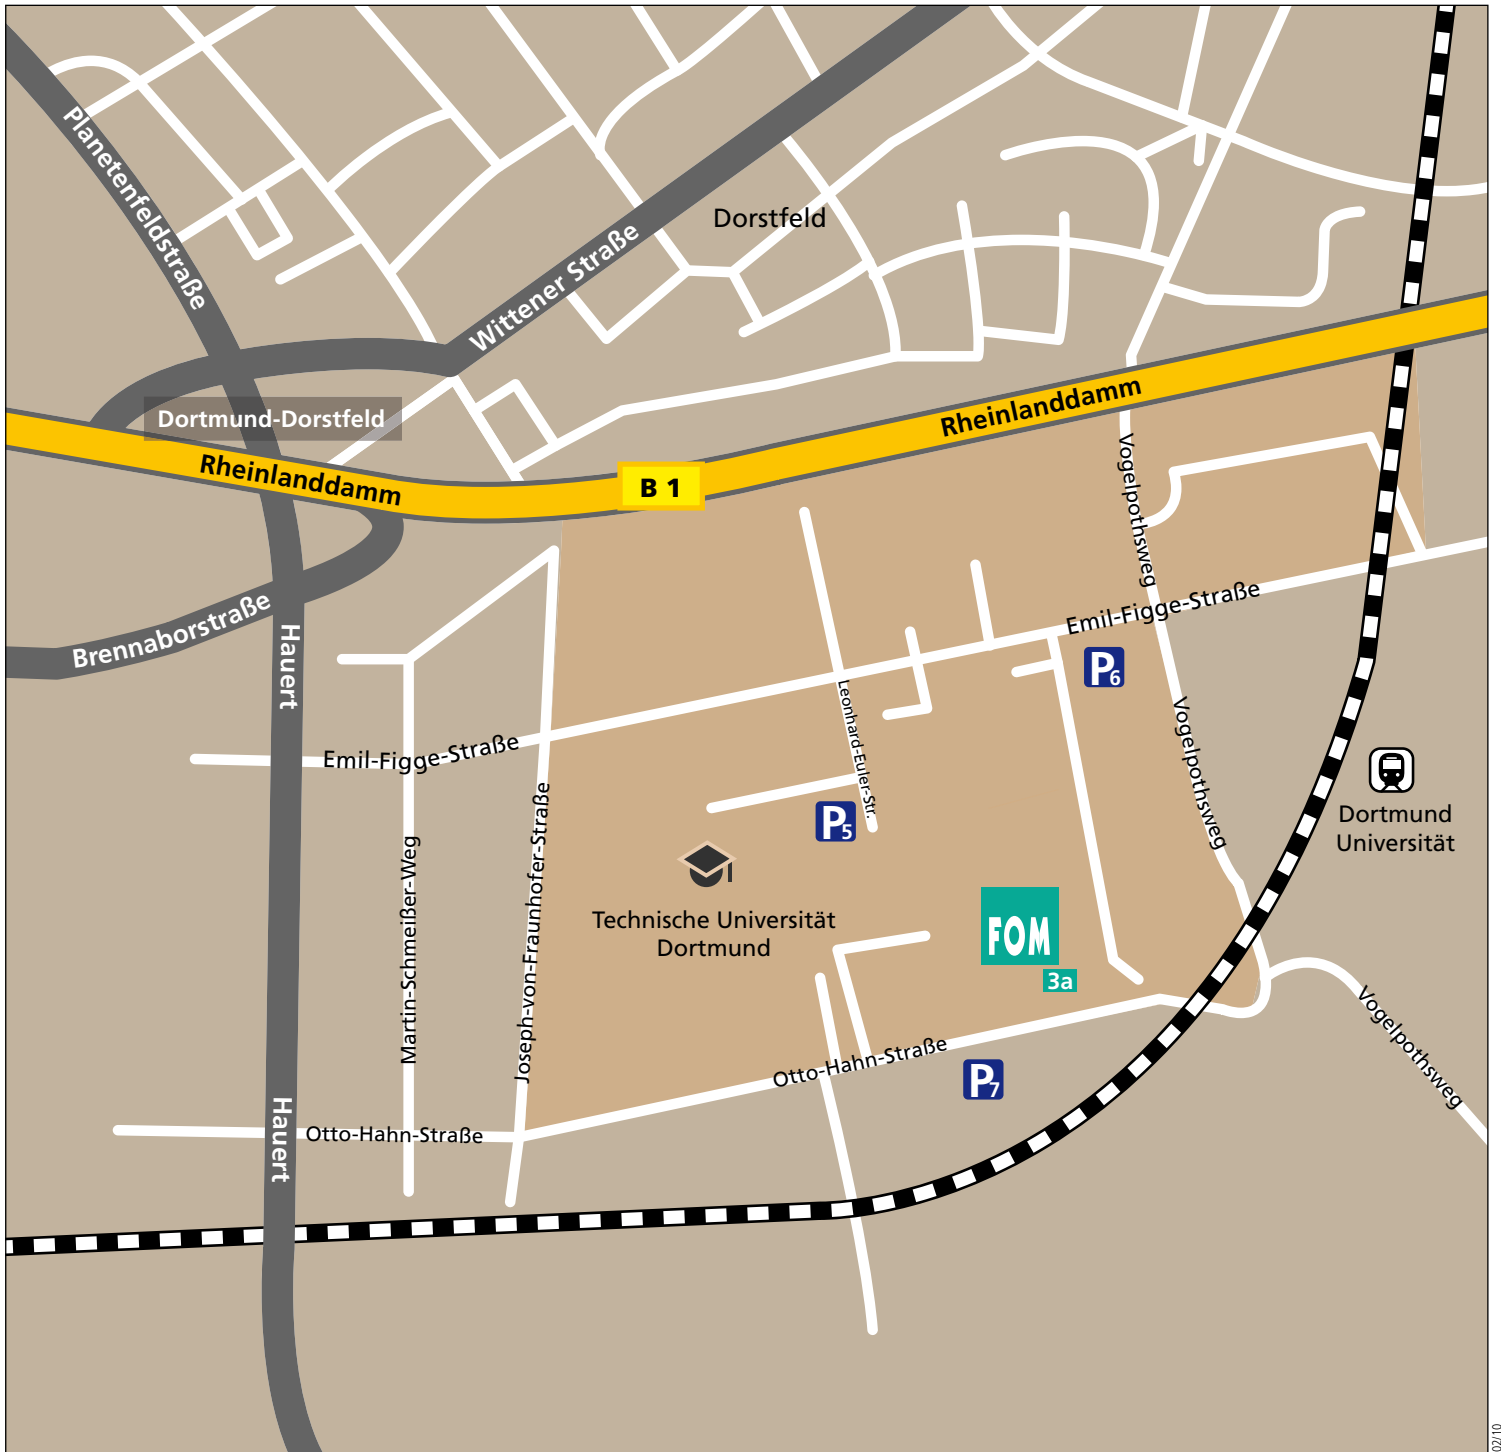 Planetenfeldstraße
Wittener Straße
Dorstfeld
Dortmund-Dorstfeld
Rheinlanddamm
Rheinlanddamm
B 1
Vogelpothsweg
Brennaborstraße
Hauert
Emil-Figge-Straße
P6
Leonhard-Euler-Str.
Vogelpothsweg
Emil-Figge-Straße
P5
Dortmund
Universität
Martin-Schmeißer-Weg
Joseph-von-Fraunhofer-Straße
Technische Universität
Dortmund
FOM
3a
Vogelpothsweg
Otto-Hahn-Straße
P7
Hauert
Otto-Hahn-Straße
02/10